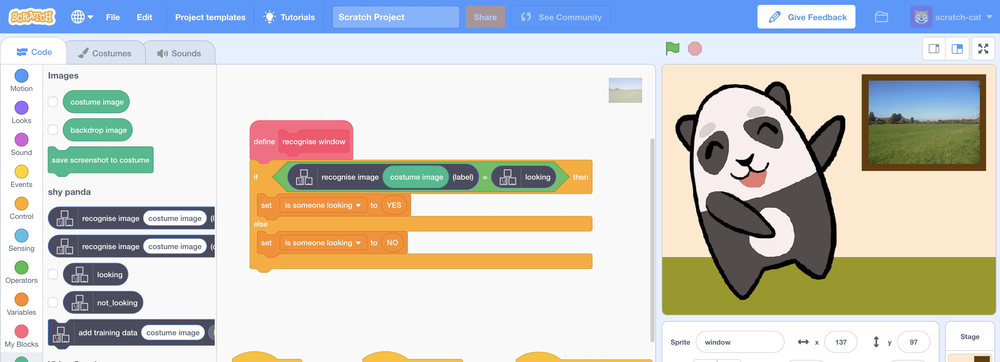 SCRATCH
File
Edit
Project templates
Tutorials
Scratch Project
Share
See Community
Give Feedback
scratch-cat
Code
Costumes
Sounds
Motion
Looks
Sound
Events
Control
Sensing
Operators
Variables
My Blocks
Images
costume image
backdrop image
save screenshot to costume
shy panda
recognise image costume image (l
recognise image costume image (c
looking
not_looking
add training data costume image
define recognise window
if recognise image costume image (label) = looking then
set is someone looking to YES
else
set is someone looking to NO
Sprite window x 137 y 97
Stage